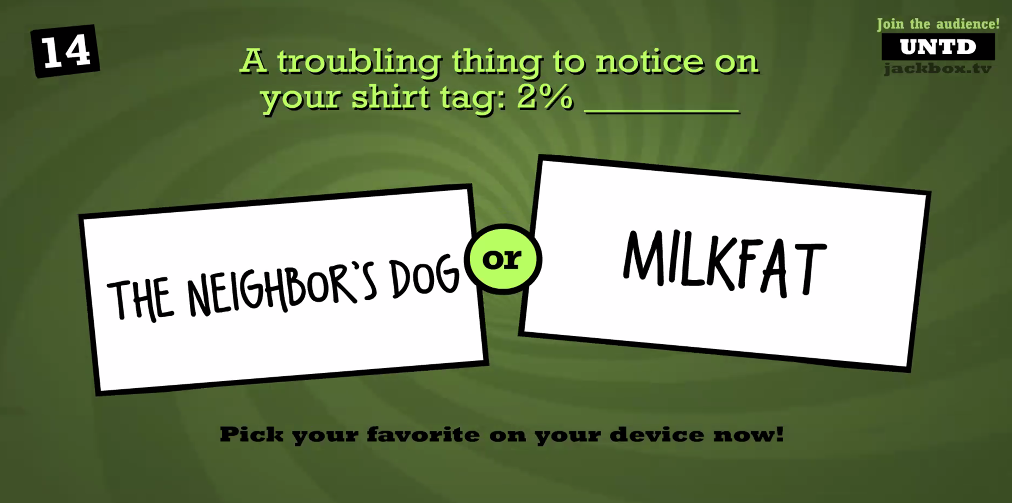 14
Join the audience!
UNTD
jackbox.tv
A troubling thing to notice on
your shirt tag: 2% ________
THE NEIGHBOR'S DOG
or
MILKFAT
Pick your favorite on your device now!